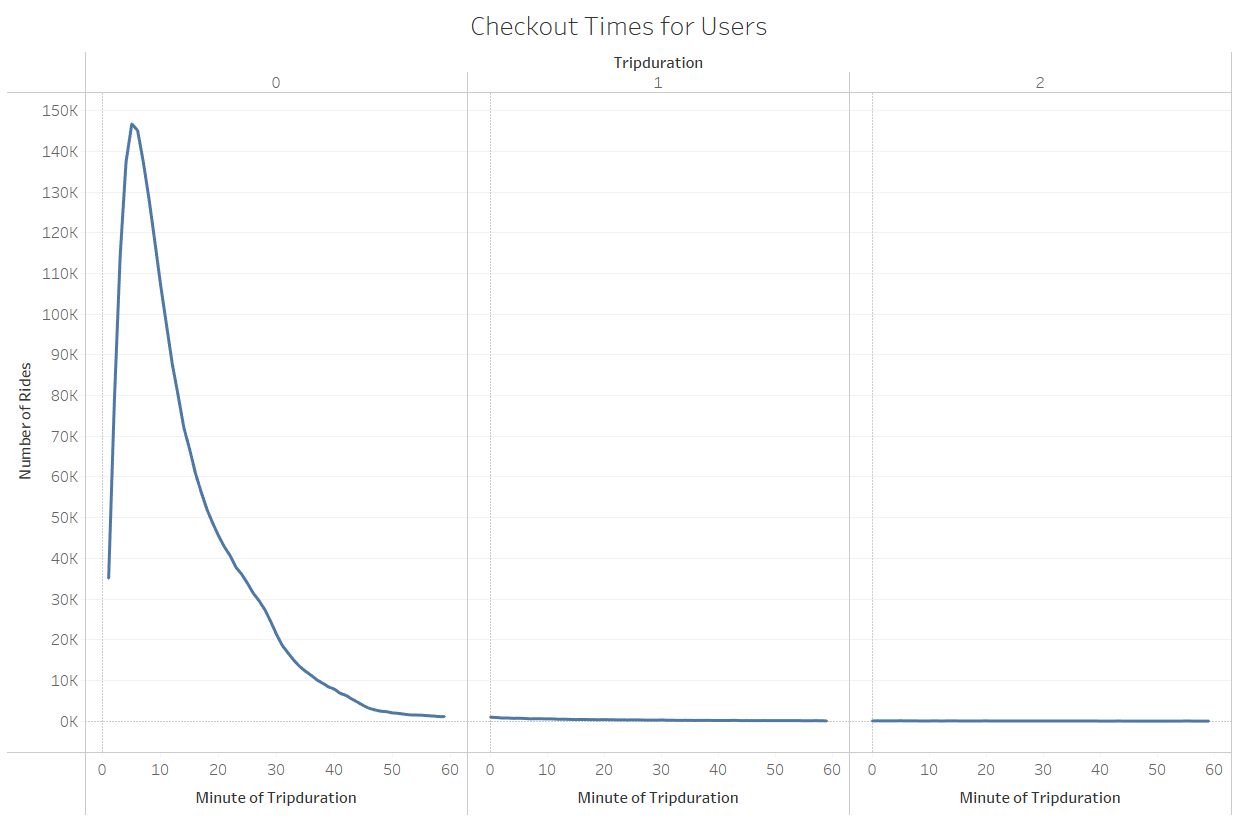 Checkout Times for Users
Tripduration
0 1 2
150K
140K
130K
120K
110K
100K
90K
80K
70K
60K
50K
40K
30K
20K
10K
0K
Number of Rides
0 10 20 30 40 50 60 0 10 20 30 40 50 60 0 10 20 30 40 50 60
Minute of Tripduration Minute of Tripduration Minute of Tripduration